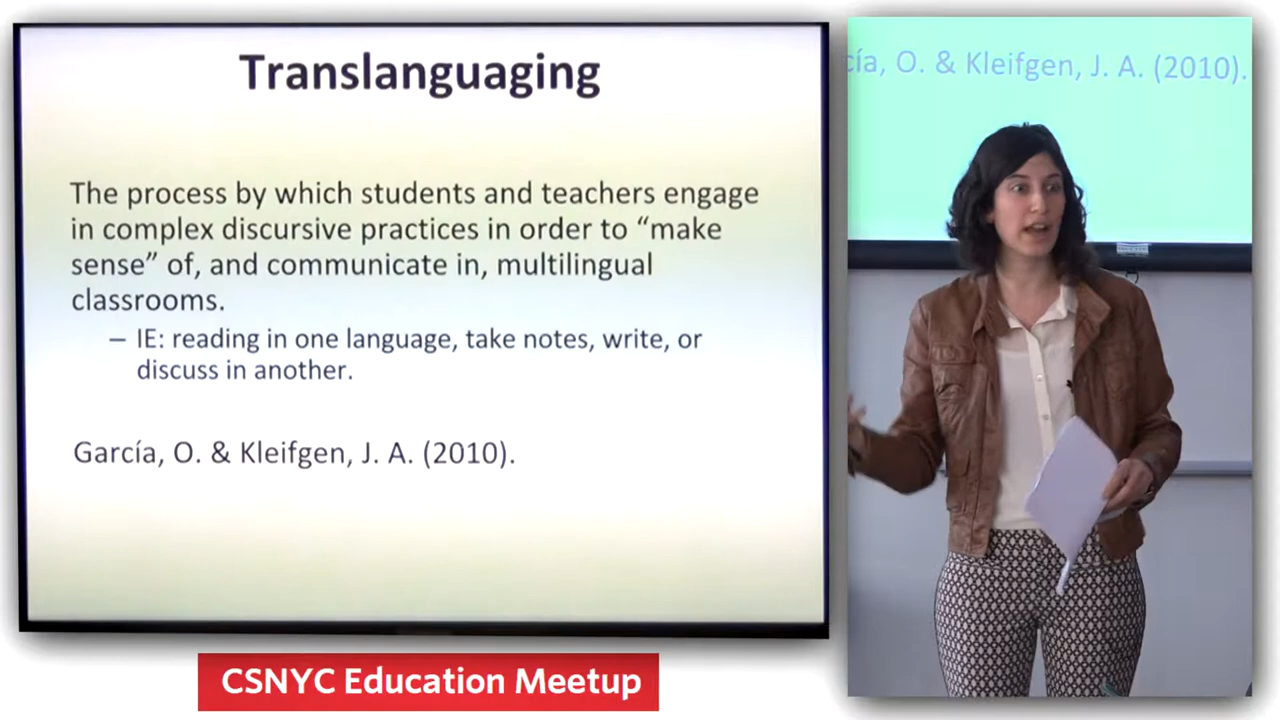 Translanguaging
The process by which students and teachers engage
in complex discursive practices in order to “make
sense” of, and communicate in, multilingual
classrooms.
– IE: reading in one language, take notes, write, or
discuss in another.
García, O. & Kleifgen, J. A. (2010).
CSNYC Education Meetup
cía, O. & Kleifgen, J. A. (2010).